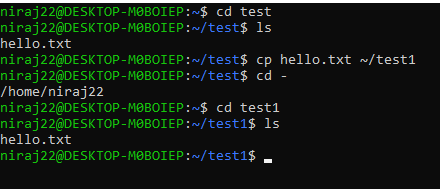 niraj22@DESKTOP-M0BOIEP:~$ cd test
niraj22@DESKTOP-M0BOIEP:~/test$ ls
hello.txt
niraj22@DESKTOP-M0BOIEP:~/test$ cp hello.txt ~/test1
niraj22@DESKTOP-M0BOIEP:~/test$ cd -
/home/niraj22
niraj22@DESKTOP-M0BOIEP:~$ cd test1
niraj22@DESKTOP-M0BOIEP:~/test1$ ls
hello.txt
niraj22@DESKTOP-M0BOIEP:~/test1$